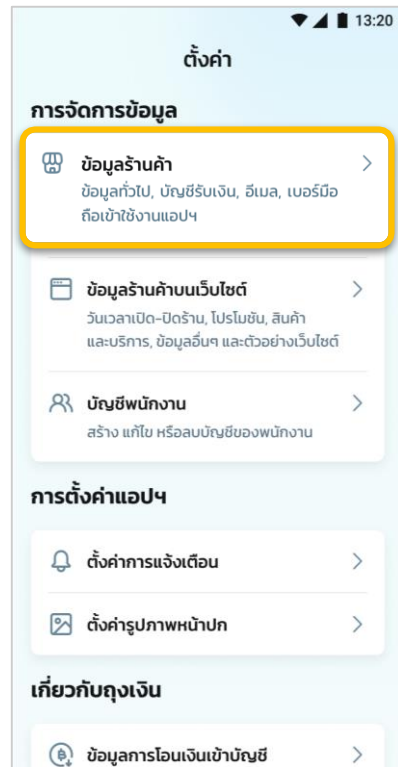 13:20
ตั้งค่า
การจัดการข้อมูล
ข้อมูลร้านค้า
ข้อมูลทั่วไป, บัญชีรับเงิน, อีเมล, เบอร์มือ
ถือเข้าใช้งานแอปฯ
ข้อมูลร้านค้าบนเว็บไซต์
วันเวลาเปิด-ปิดร้าน, โปรโมชัน, สินค้า
และบริการ, ข้อมูลอื่นๆ และตัวอย่างเว็บไซต์
บัญชีพนักงาน
สร้าง แก้ไข หรือลบบัญชีของพนักงาน
การตั้งค่าแอปฯ
ตั้งค่าการแจ้งเตือน
ตั้งค่ารูปภาพหน้าปก
เกี่ยวกับถุงเงิน
ข้อมูลการโอนเงินเข้าบัญชี